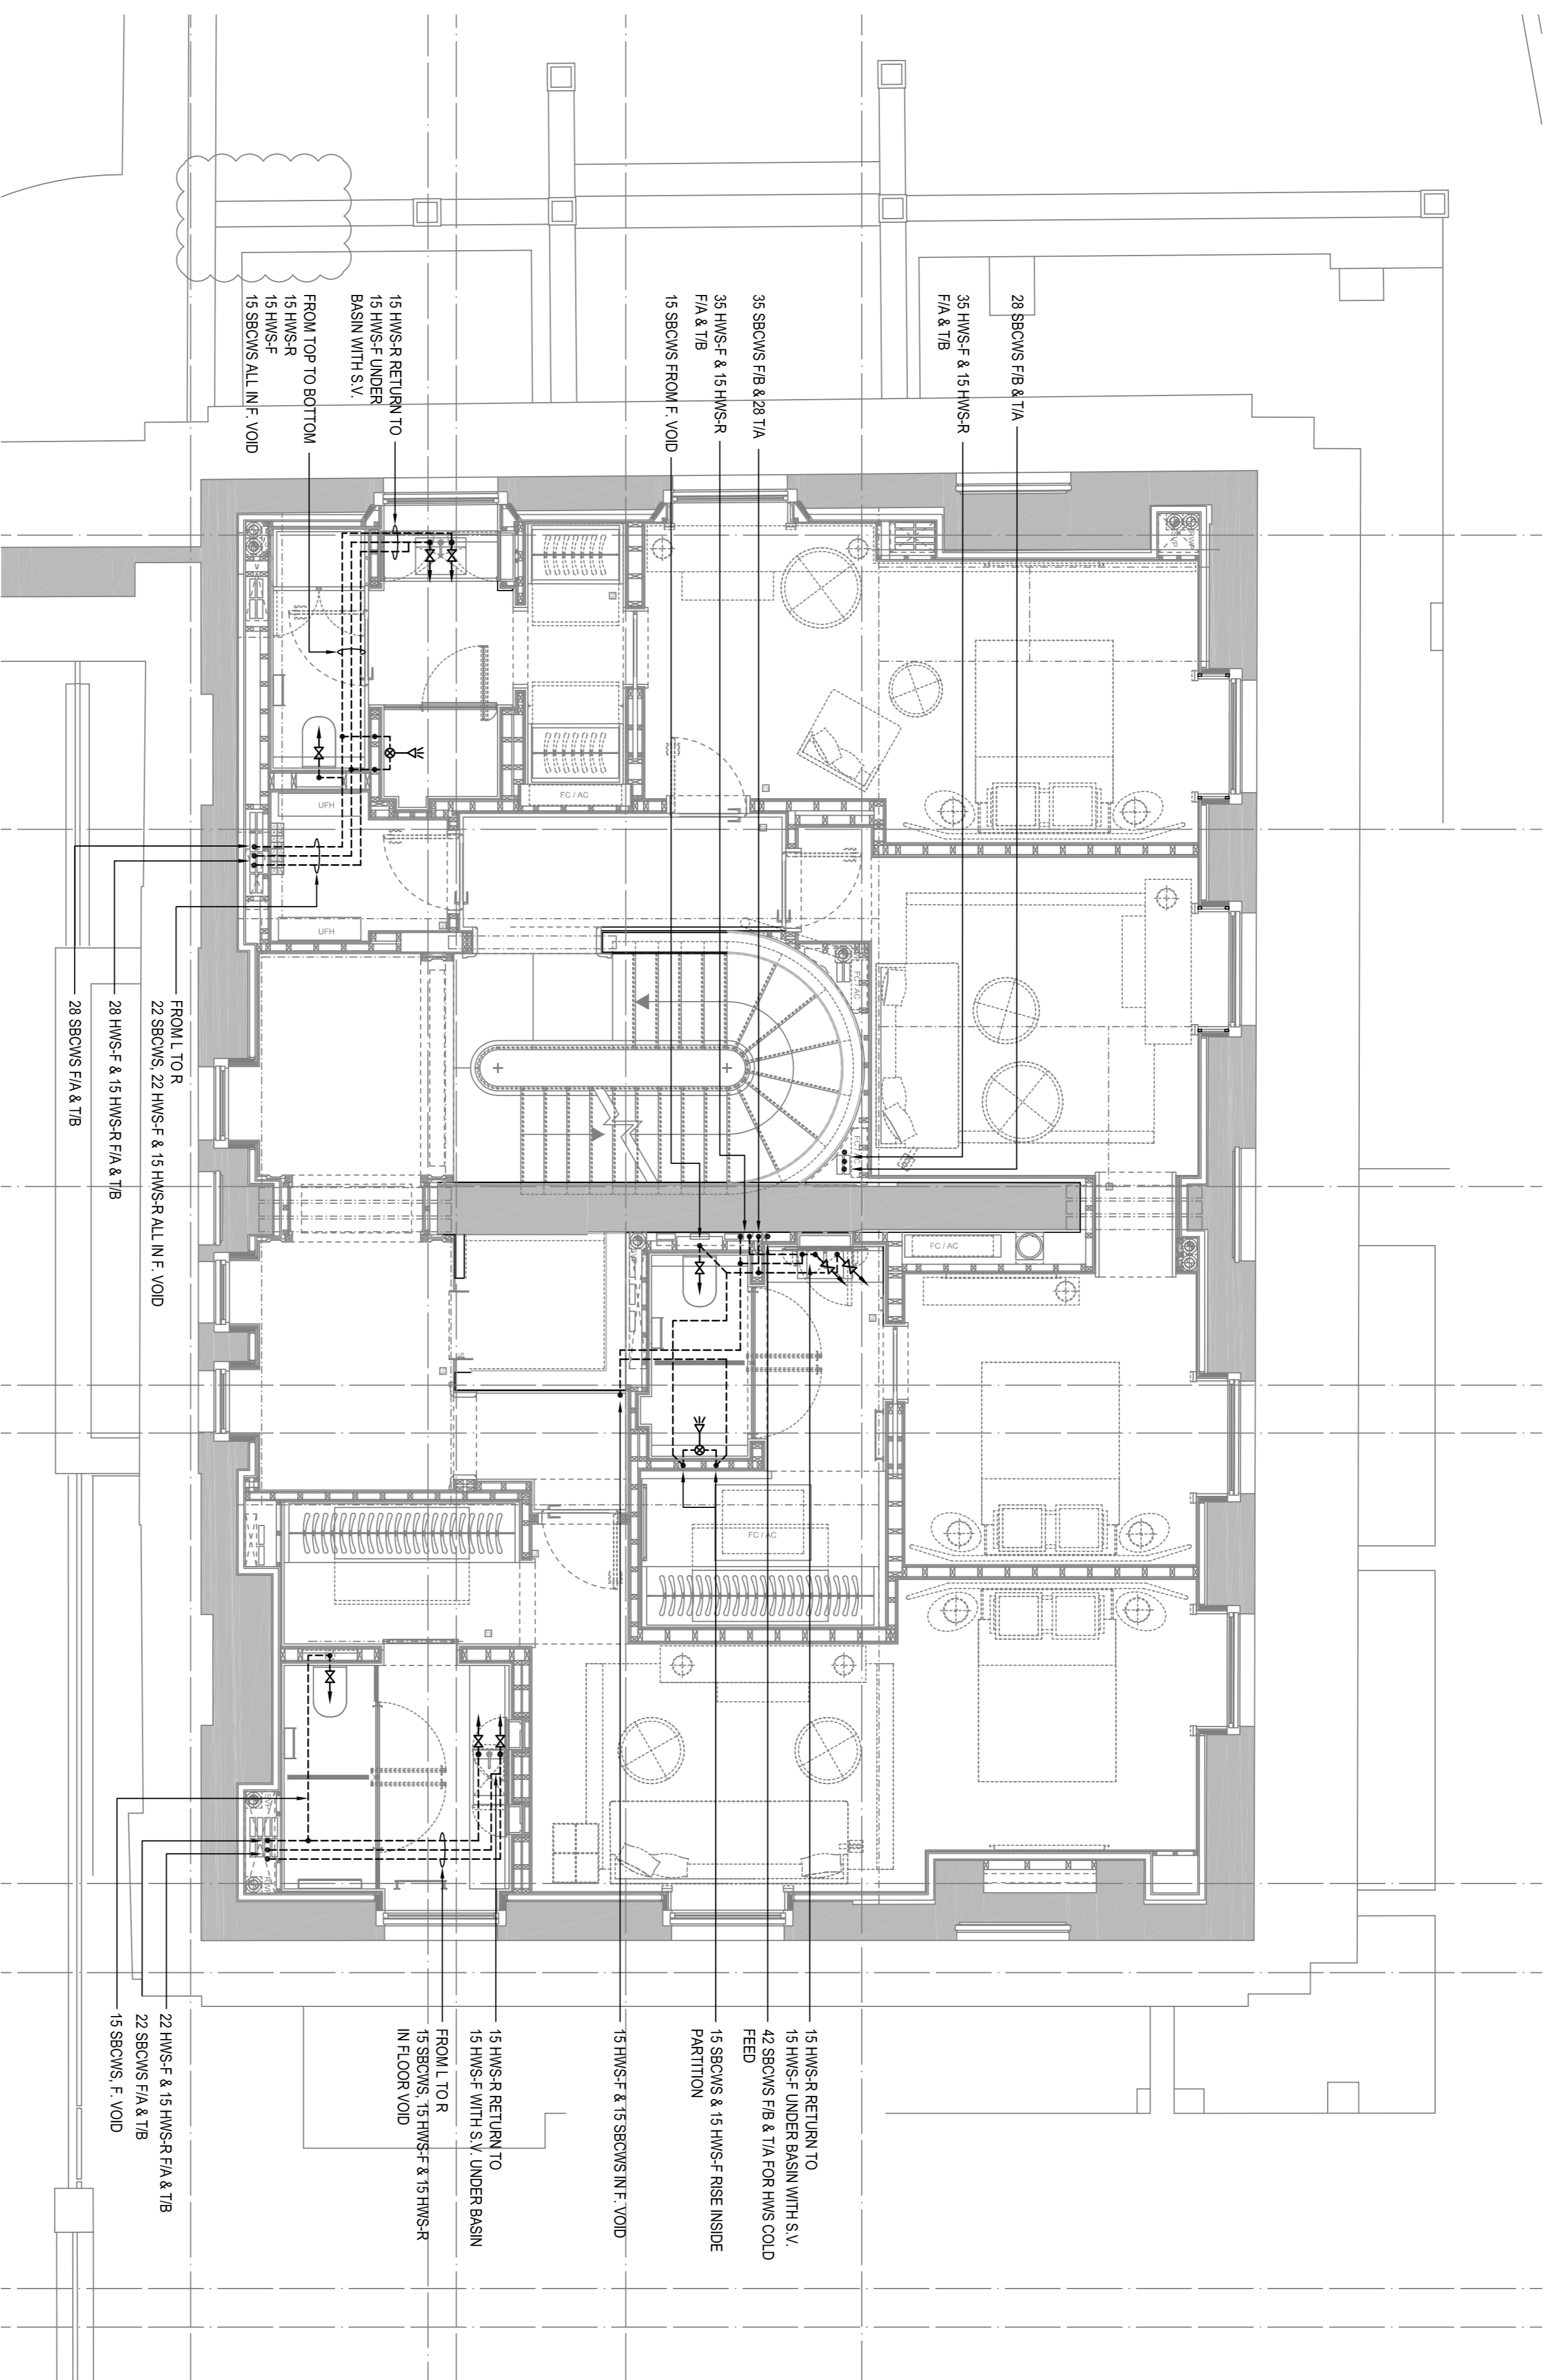 28 SBCWS F/B & T/A
35 HWS-F & 15 HWS-R
F/A & T/B
35 SBCWS F/B & 28 T/A
35 HWS-F & 15 HWS-R
F/A & T/B
15 SBCWS FROM F. VOID
15 HWS-R RETURN TO
15 HWS-F UNDER
BASIN WITH S.V.
FROM TOP TO BOTTOM
15 HWS-R
15 HWS-F
15 SBCWS ALL IN F. VOID
FC / AC
UFH
UFH
FC / AC
FC / AC
FC / AC
FC / AC
SVP
RWP
FROM L TO R
22 SBCWS, 22 HWS-F & 15 HWS-R ALL IN F. VOID
28 HWS-F & 15 HWS-R F/A & T/B
28 SBCWS F/A & T/B
15 HWS-R RETURN TO
15 HWS-F UNDER BASIN WITH S.V.
42 SBCWS F/B & T/A FOR HWS COLD
FEED
15 SBCWS & 15 HWS-F RISE INSIDE
PARTITION
15 HWS-F & 15 SBCWS IN F. VOID
15 HWS-R RETURN TO
15 HWS-F WITH S.V. UNDER BASIN
FROM L TO R
15 SBCWS, 15 HWS-F & 15 HWS-R
IN FLOOR VOID
22 HWS-F & 15 HWS-R F/A & T/B
22 SBCWS F/A & T/B
15 SBCWS, F. VOID